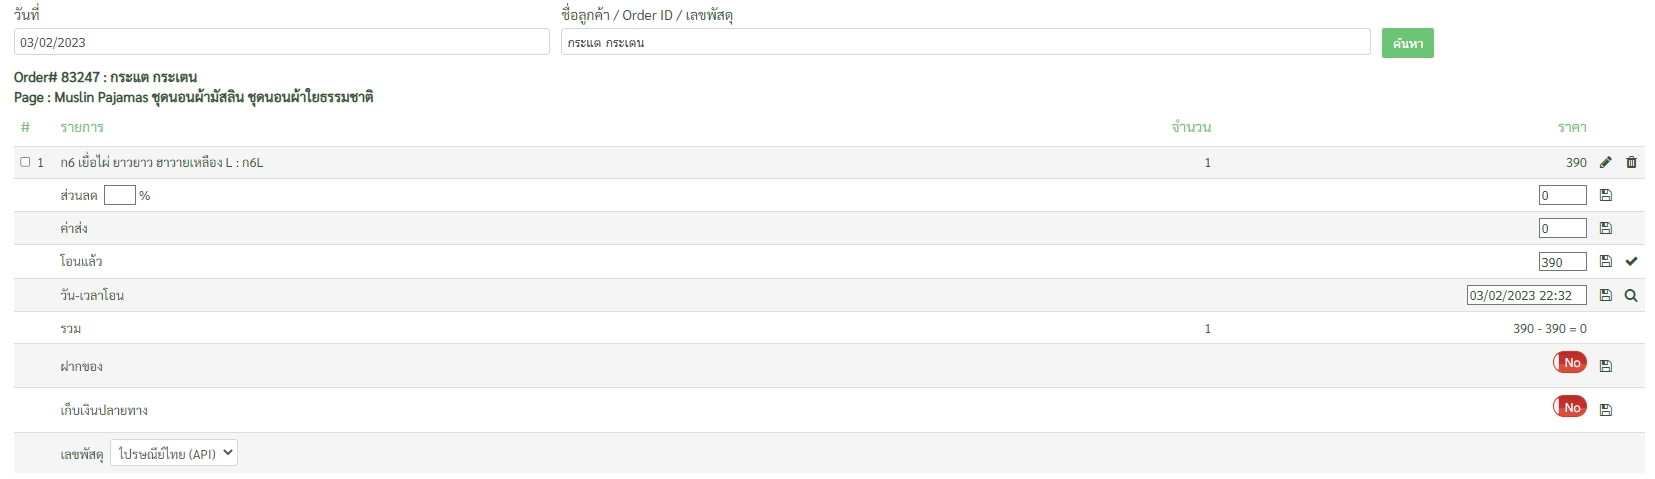 วันที่ ชื่อลูกค้า / Order ID / เลขพัสดุ
03/02/2023 กระแต กระเตน ค้นหา
Order# 83247 : กระแต กระเตน
Page : Muslin Pajamas ชุดนอนผ้ามัสลิน ชุดนอนผ้าใยธรรมชาติ
# รายการ จำนวน ราคา
1 ก6 เยื่อไผ่ ยาวยาว ฮาวายเหลือง L : ก6L 1 390
ส่วนลด % 0
ค่าส่ง 0
โอนแล้ว 390
วัน-เวลาโอน 03/02/2023 22:32
รวม 1 390 - 390 = 0
ฝากของ No
เก็บเงินปลายทาง No
เลขพัสดุ ไปรษณีย์ไทย (API)